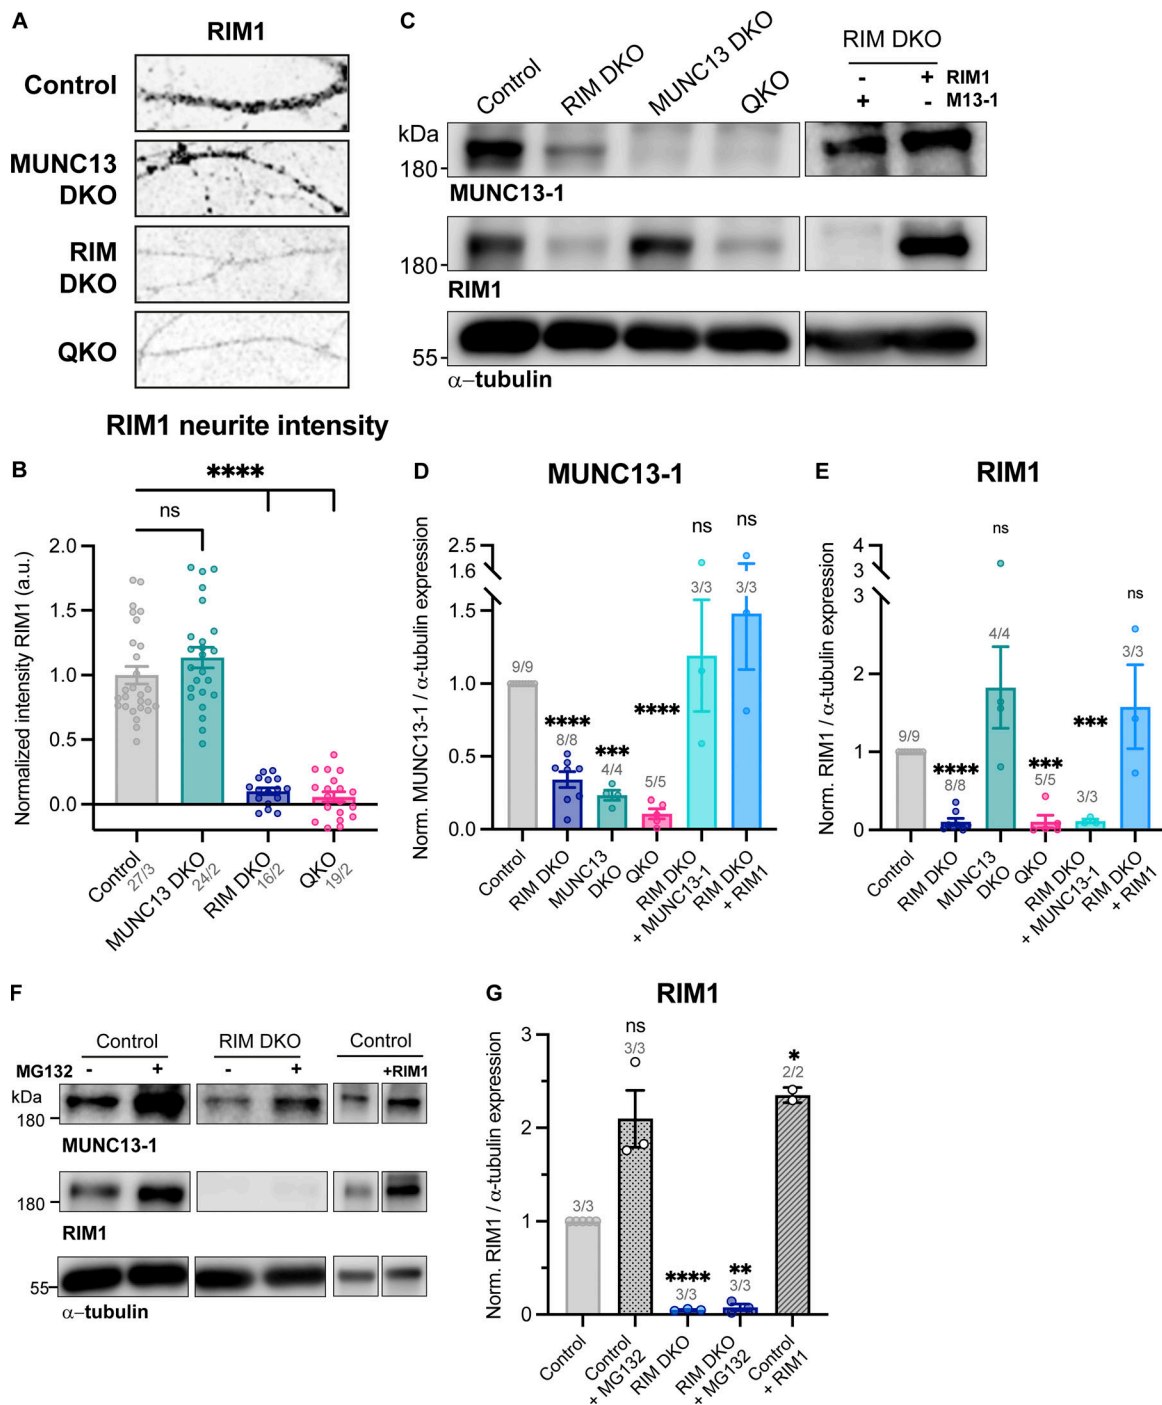 A
RIM1
Control
MUNC13
DKO
RIM
DKO
QKO
C
Control
RIM DKO
MUNC13 DKO
QKO
RIM DKO
- + RIM1
+ - M13-1
kDa
180
MUNC13-1
180
RIM1
55
α–tubulin
RIM1 neurite intensity
B
****
ns
Normalized intensity RIM1 (a.u.)
2.0
1.5
1.0
0.5
0.0
Control
27/3
MUNC13 DKO
24/2
RIM DKO
16/2
QKO
19/2
D
MUNC13-1
Norm. MUNC13-1 / α-tubulin expression
2.5
1.6
1.5
1.0
0.5
0.0
9/9
****
8/8
***
4/4
****
5/5
ns
3/3
ns
3/3
Control
RIM DKO
MUNC13
DKO
QKO
RIM DKO
+ MUNC13-1
RIM DKO
+ RIM1
E
RIM1
Norm. RIM1 / α-tubulin expression
4
3
3
2
1
0
9/9
****
8/8
ns
4/4
***
5/5
***
3/3
ns
3/3
Control
RIM DKO
MUNC13
DKO
QKO
RIM DKO
+ MUNC13-1
RIM DKO
+ RIM1
F
Control
RIM DKO
Control
MG132 - + - + +RIM1
kDa
180
MUNC13-1
180
RIM1
55
α–tubulin
G
RIM1
Norm. RIM1 / α-tubulin expression
3
2
1
0
3/3
ns
3/3
****
3/3
**
3/3
*
2/2
Control
Control
+ MG132
RIM DKO
RIM DKO
+ MG132
Control
+ RIM1